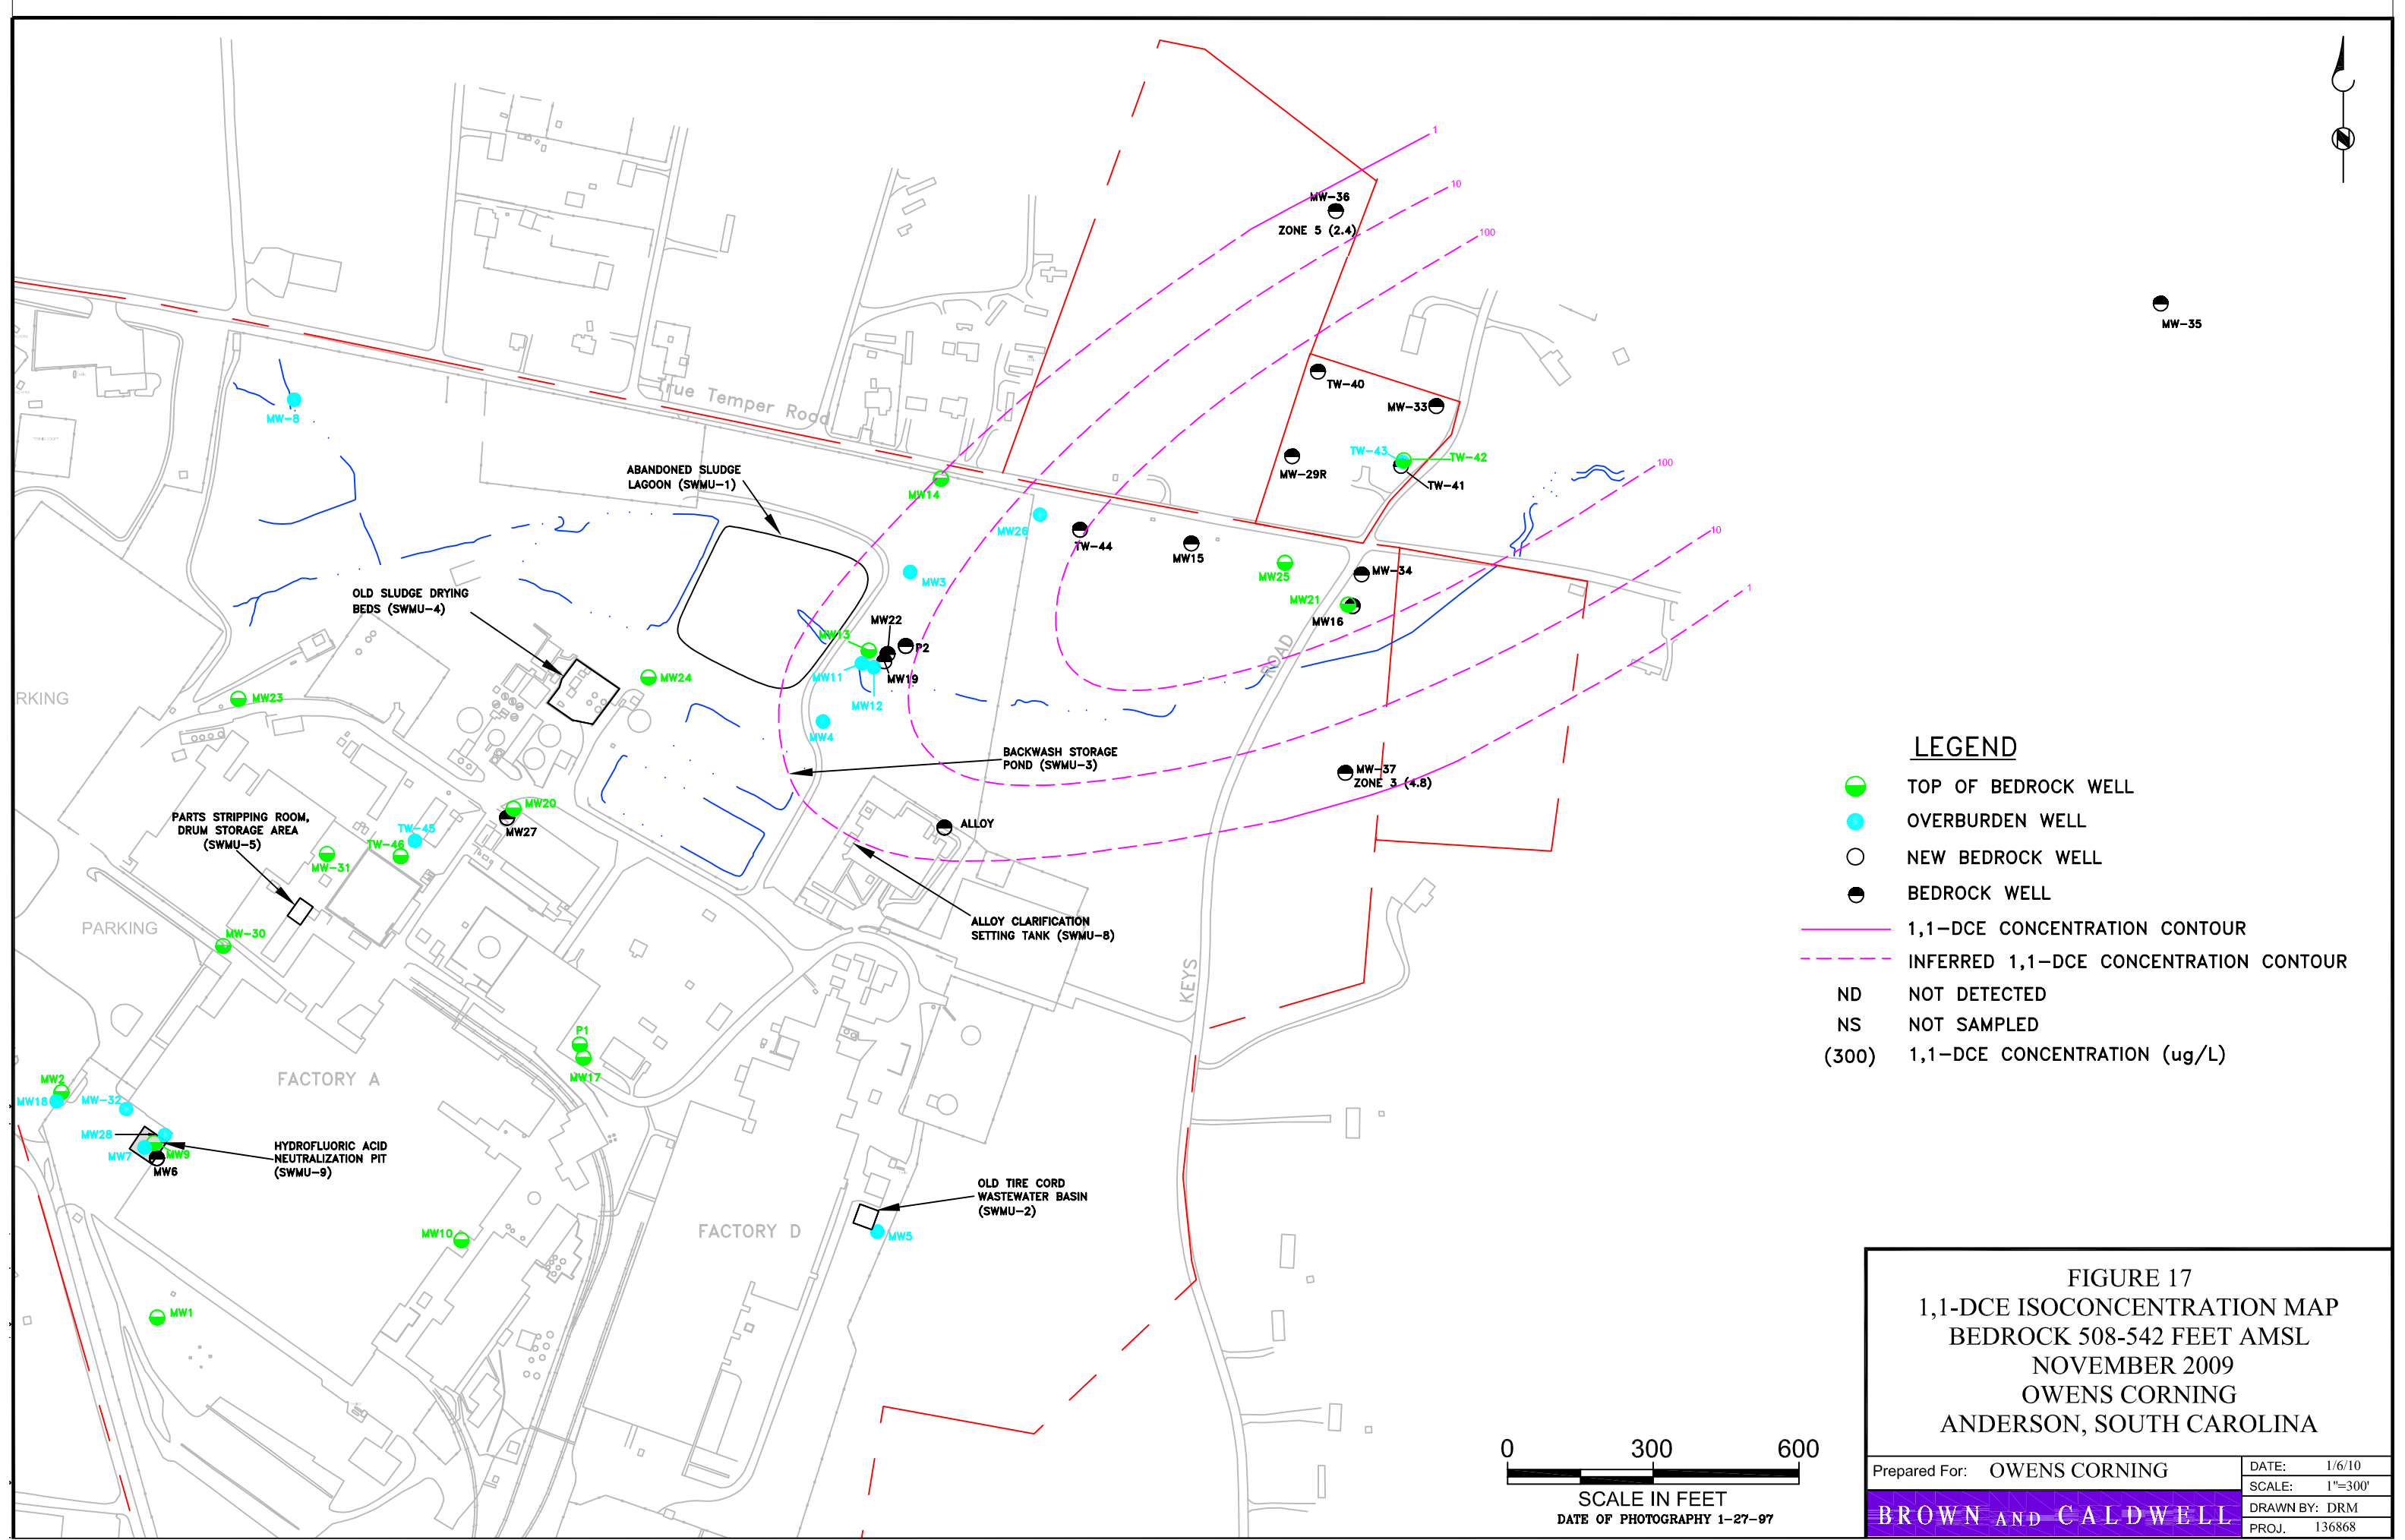 1
10
MW-36
ZONE 5 (2.4)
100
MW-35
MW-8
True Temper Road
TW-40
MW-33
TW-43
TW-42
MW-29R
TW-41
100
ABANDONED SLUDGE
LAGOON (SWMU-1)
MW14
MW26
TW-44
MW15
10
MW25
MW-34
MW3
OLD SLUDGE DRYING
BEDS (SWMU-4)
MW21
MW16
1
MW22
MW13
P2
MW11
MW19
MW12
MW24
MW23
RKING
MW4
ROAD
BACKWASH STORAGE
POND (SWMU-3)
MW-37
ZONE 3 (4.8)
MW20
MW27
PARTS STRIPPING ROOM,
DRUM STORAGE AREA
(SWMU-5)
TW-45
TW-46
MW-31
ALLOY
PARKING
MW-30
ALLOY CLARIFICATION
SETTING TANK (SWMU-8)
KEYS
P1
MW17
FACTORY A
MW2
MW18
MW-32
MW28
MW7
MW9
MW6
HYDROFLUORIC ACID
NEUTRALIZATION PIT
(SWMU-9)
OLD TIRE CORD
WASTEWATER BASIN
(SWMU-2)
FACTORY D
MW5
MW10
MW1
LEGEND
TOP OF BEDROCK WELL
OVERBURDEN WELL
NEW BEDROCK WELL
BEDROCK WELL
1,1-DCE CONCENTRATION CONTOUR
INFERRED 1,1-DCE CONCENTRATION CONTOUR
ND NOT DETECTED
NS NOT SAMPLED
(300) 1,1-DCE CONCENTRATION (ug/L)
0 300 600
SCALE IN FEET
DATE OF PHOTOGRAPHY 1-27-97
FIGURE 17
1,1-DCE ISOCONCENTRATION MAP
BEDROCK 508-542 FEET AMSL
NOVEMBER 2009
OWENS CORNING
ANDERSON, SOUTH CAROLINA
Prepared For: OWENS CORNING
BROWN AND CALDWELL
DATE: 1/6/10
SCALE: 1"=300'
DRAWN BY: DRM
PROJ. 136868
N